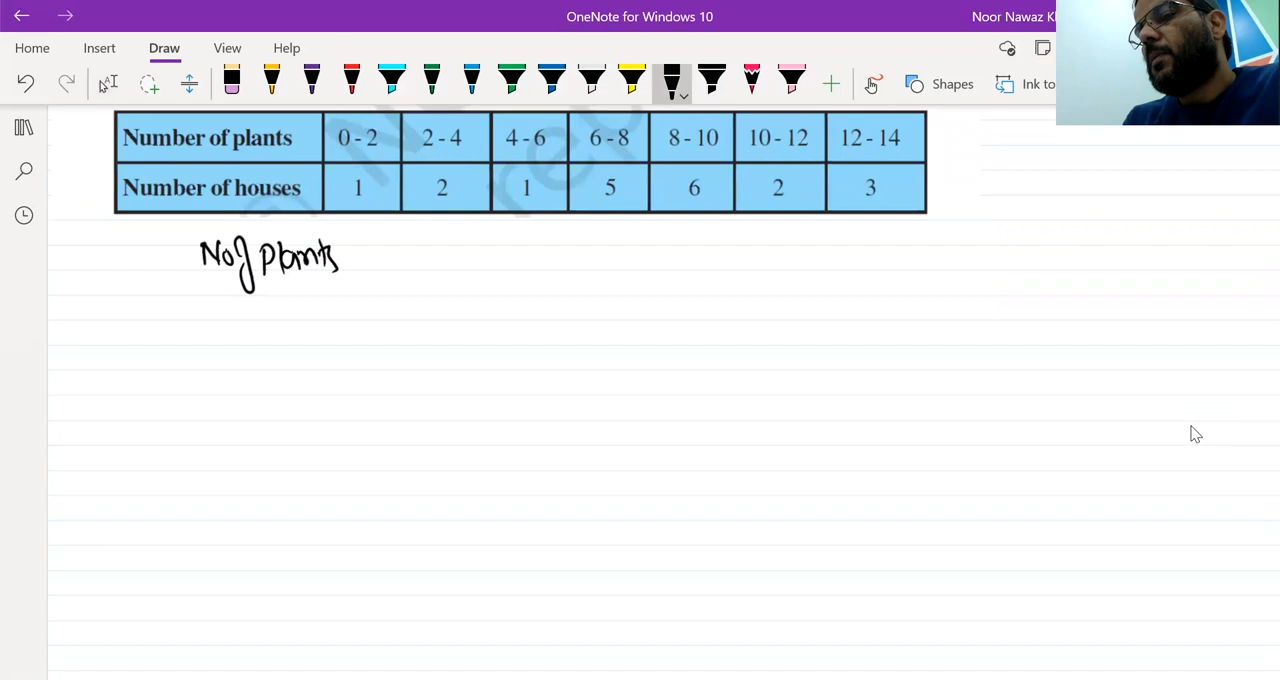 OneNote for Windows 10
Noor Nawaz Kh
Home Insert Draw View Help
Shapes Ink to
Number of plants 0 - 2 2 - 4 4 - 6 6 - 8 8 - 10 10 - 12 12 - 14
Number of houses 1 2 1 5 6 2 3
No of Plants